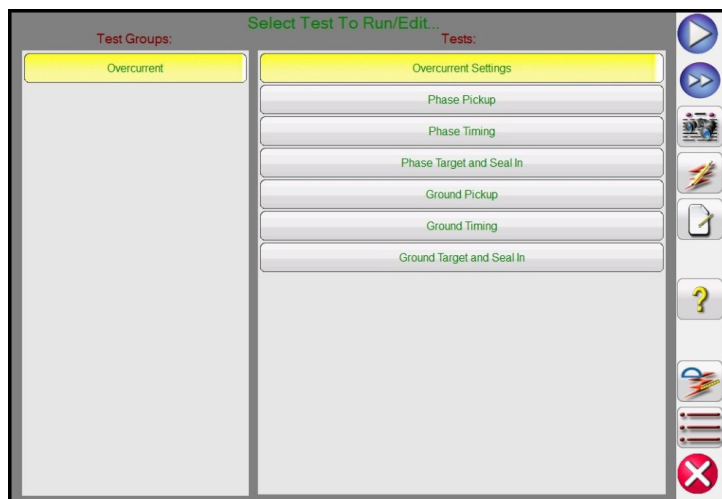 Select Test To Run/Edit...
Test Groups:
Tests:
Overcurrent
Overcurrent Settings
Phase Pickup
Phase Timing
Phase Target and Seal In
Ground Pickup
Ground Timing
Ground Target and Seal In